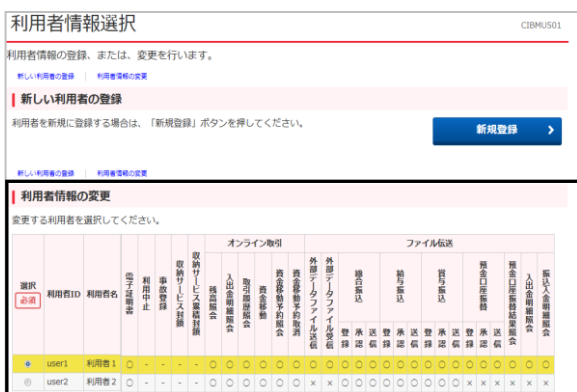 利用者情報選択
CIBMUS01
利用者情報の登録、または、変更を行います。
新しい利用者の登録 | 利用者情報の変更
新しい利用者の登録
利用者を新規に登録する場合は、「新規登録」ボタンを押してください。
新規登録
新しい利用者の登録 | 利用者情報の変更
利用者情報の変更
変更する利用者を選択してください。
オンライン取引 ファイル伝送
選択 必須 利用者ID 利用者名 電子証明書 利用中止 事故登録 収納サービス封鎖 収納サービス累積封鎖 残高照会 入出金明細照会 取引履歴照会 資金移動 資金移動予約照会 資金移動予約取消 外部データファイル送信 外部データファイル受信 総合振込 給与振込 賞与振込 預金口座振替 預金口座振替結果照会 入出金明細照会 振込入金明細照会
登録 承認 送信 登録 承認 送信 登録 承認 送信 登録 承認 送信
user1 利用者1 ○ - - - - ○ ○ ○ ○ ○ ○ ○ ○ ○ ○ ○ ○ ○ ○ ○ ○ ○ ○ ○ ○ ○ ○ ○
user2 利用者2 ○ - - - - ○ ○ ○ ○ ○ ○ × × ○ ○ ○ ○ ○ ○ ○ ○ ○ × × × × × ×